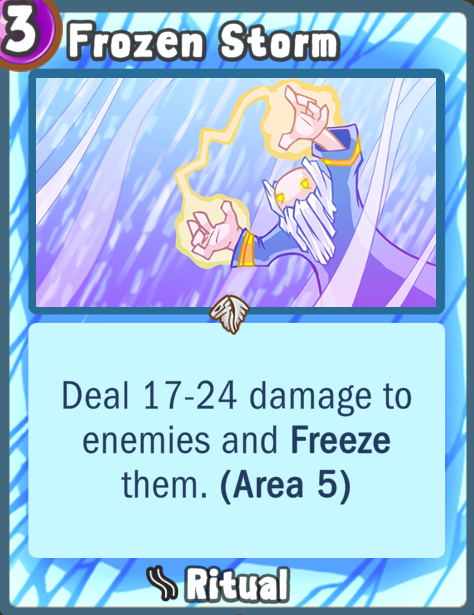 3
Frozen Storm
Deal 17-24 damage to
enemies and Freeze
them. (Area 5)
Ritual